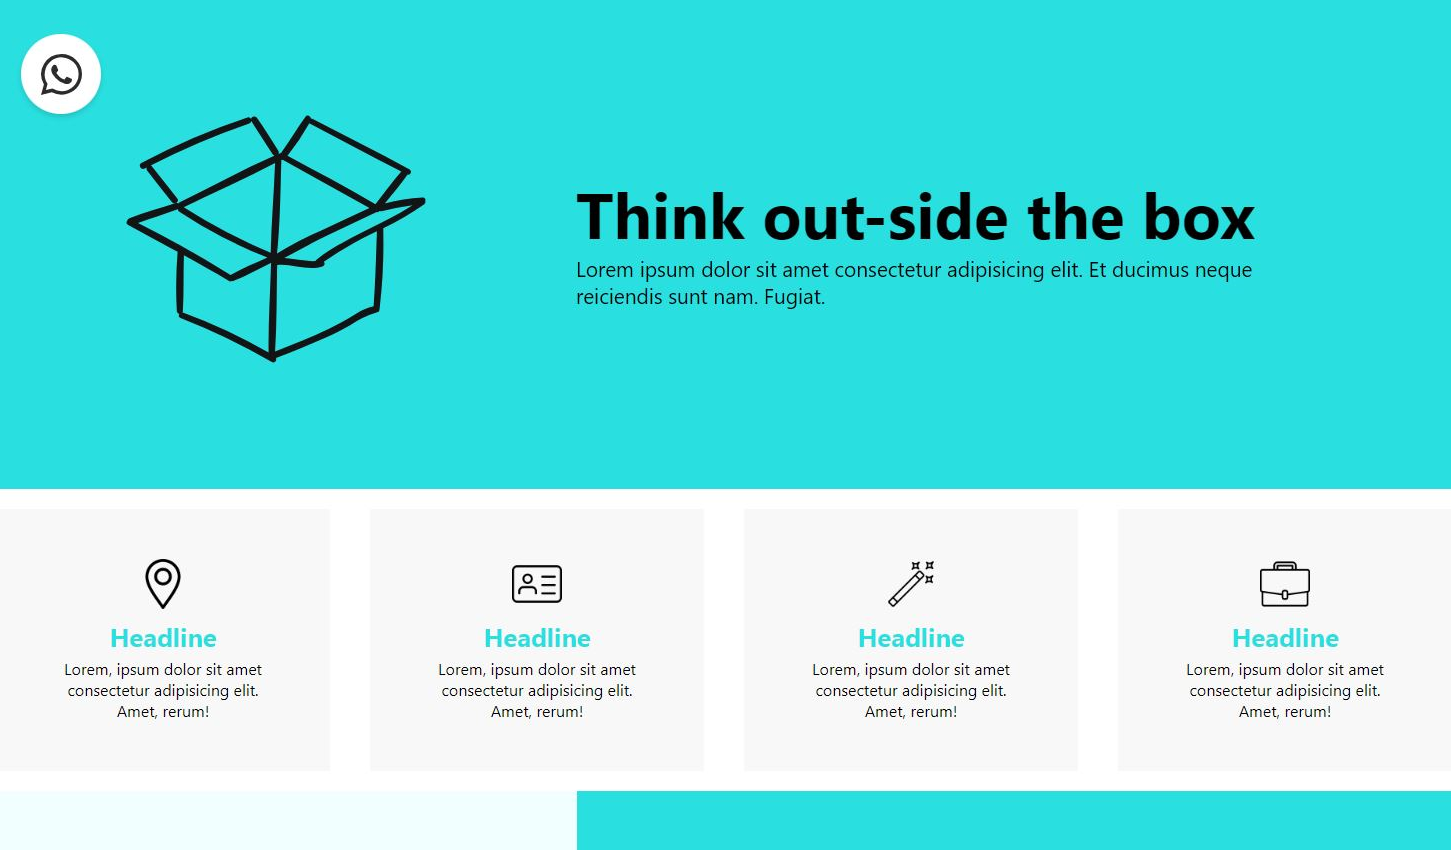 Think out-side the box
Lorem ipsum dolor sit amet consectetur adipisicing elit. Et ducimus neque
reiciendis sunt nam. Fugiat.
Headline
Lorem, ipsum dolor sit amet
consectetur adipisicing elit.
Amet, rerum!
Headline
Lorem, ipsum dolor sit amet
consectetur adipisicing elit.
Amet, rerum!
Headline
Lorem, ipsum dolor sit amet
consectetur adipisicing elit.
Amet, rerum!
Headline
Lorem, ipsum dolor sit amet
consectetur adipisicing elit.
Amet, rerum!